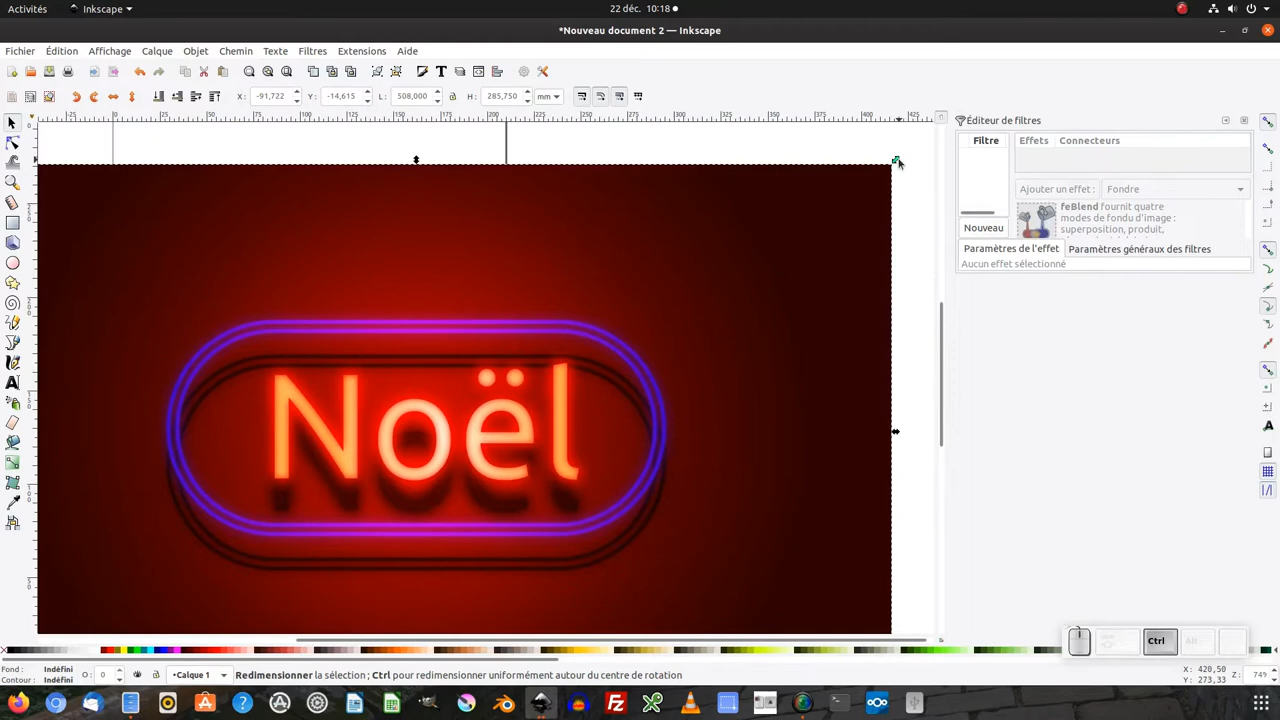 Activités
Inkscape
22 déc. 10:18
*Nouveau document 2 — Inkscape
Fichier Édition Affichage Calque Objet Chemin Texte Filtres Extensions Aide
X : -91,722 Y : -14,615 L : 508,000 H : 285,750 mm
Éditeur de filtres
Filtre Effets Connecteurs
Ajouter un effet : Fondre
feBlend fournit quatre
modes de fondu d'image :
superposition, produit,
Nouveau
Paramètres de l'effet Paramètres généraux des filtres
Aucun effet sélectionné
Noël
Ctrl Alt
Fond : Indéfini
Contour : Indéfini
O : 0
•Calque 1
Redimensionner la sélection ; Ctrl pour redimensionner uniformément autour du centre de rotation
X : 420,50
Y : 273,33
Z : 74%